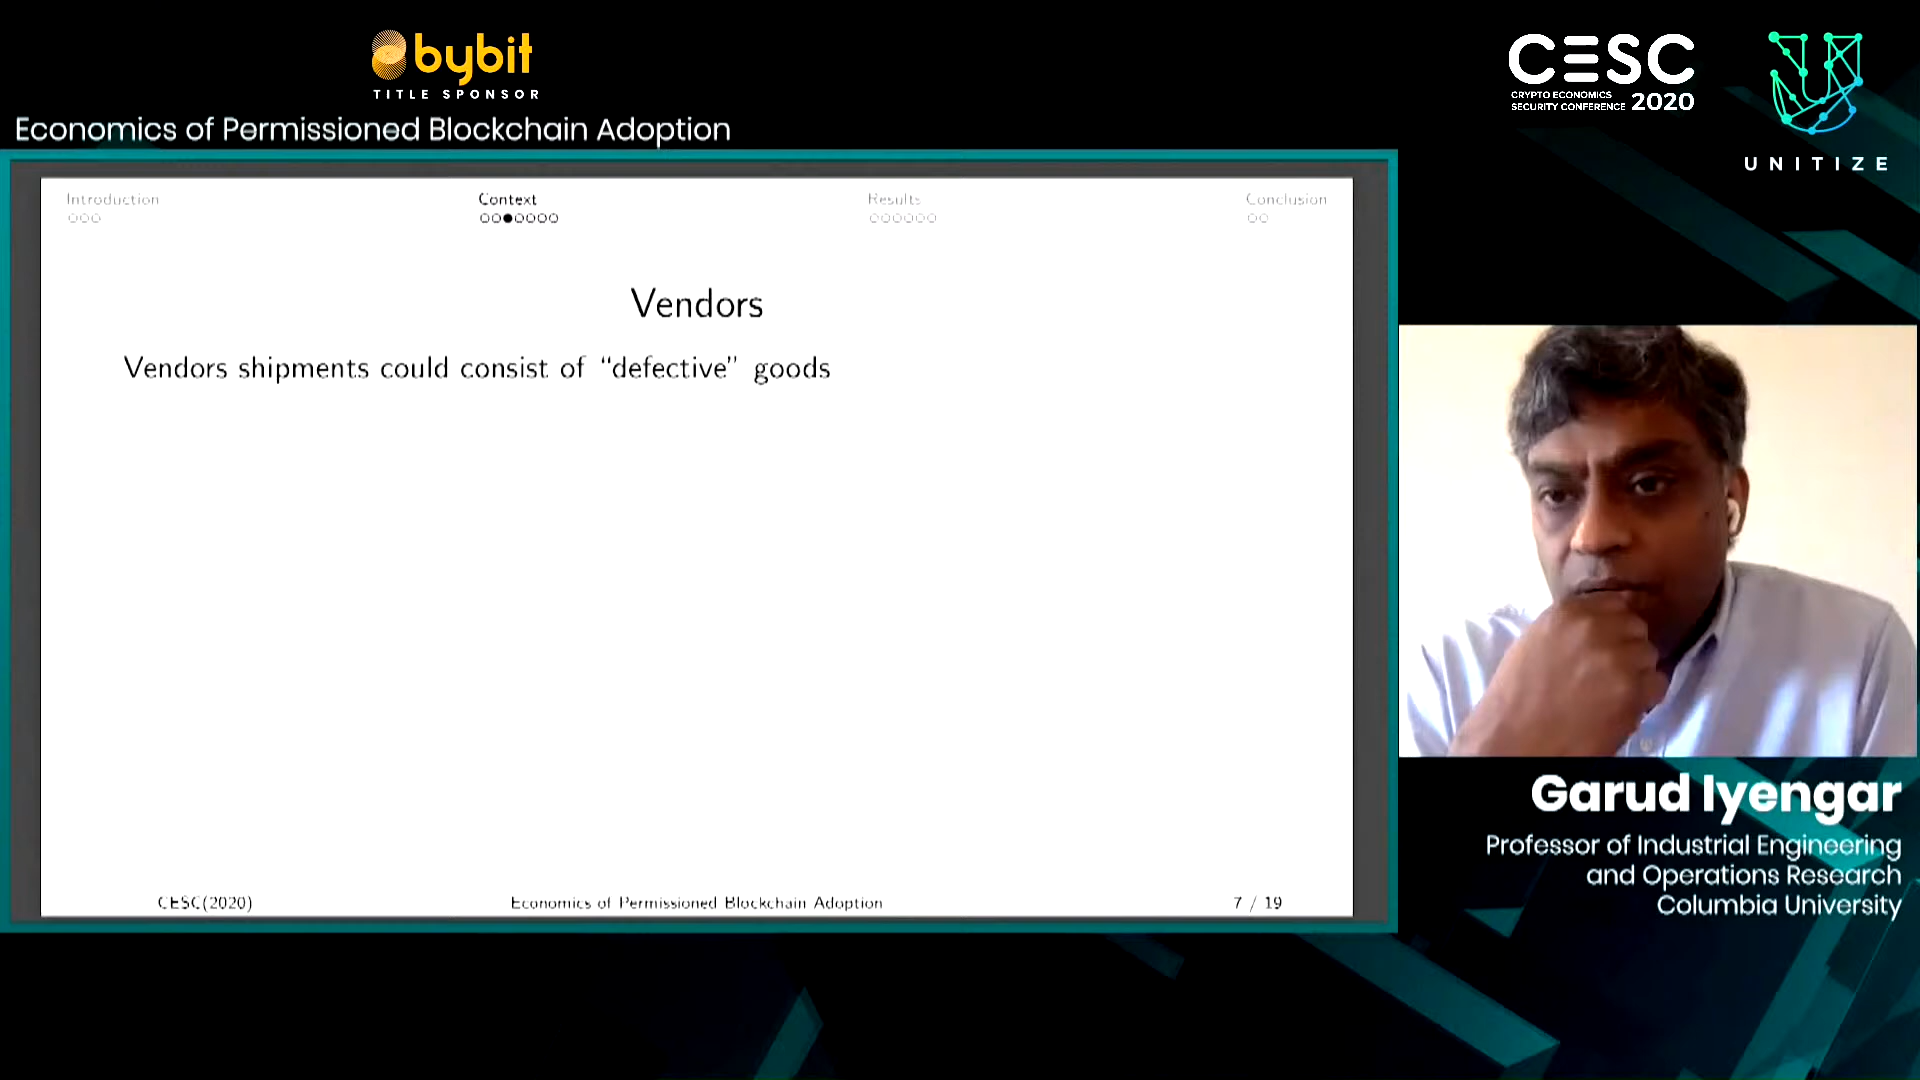 bybit
TITLE SPONSOR
CESC
CRYPTO ECONOMICS
SECURITY CONFERENCE 2020
UNITIZE
Economics of Permissioned Blockchain Adoption
Introduction
Context
Results
Conclusion
Vendors
Vendors shipments could consist of “defective” goods
CESC(2020)
Economics of Permissioned Blockchain Adoption
7 / 19
Garud Iyengar
Professor of Industrial Engineering
and Operations Research
Columbia University